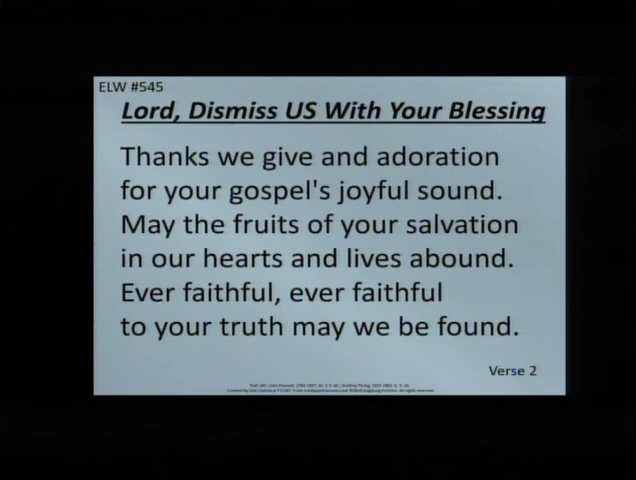 ELW #545
Lord, Dismiss US With Your Blessing
Thanks we give and adoration
for your gospel's joyful sound.
May the fruits of your salvation
in our hearts and lives abound.
Ever faithful, ever faithful
to your truth may we be found.
Verse 2